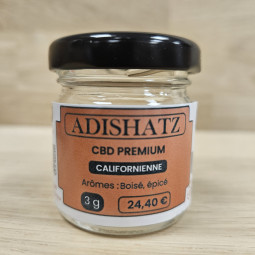 ADISHATZ
CBD PREMIUM
CALIFORNIENNE
Arômes : Boisé, épicé
3 g
24,40 €